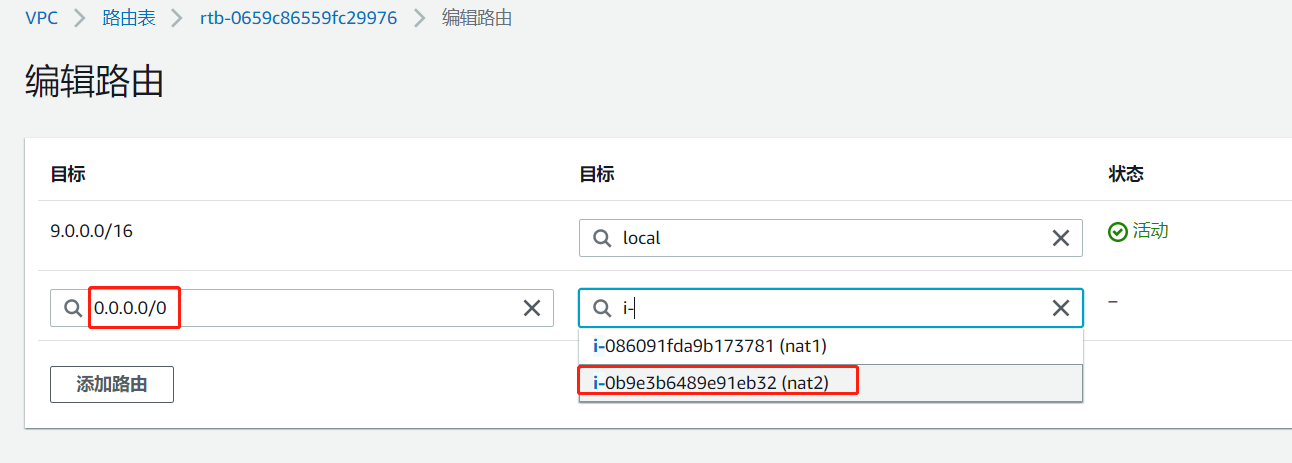 VPC > 路由表 > rtb-0659c86559fc29976 > 编辑路由
编辑路由
目标 目标 状态
9.0.0.0/16 local 活动
0.0.0.0/0 i- –
i-086091fda9b173781 (nat1)
i-0b9e3b6489e91eb32 (nat2)
添加路由